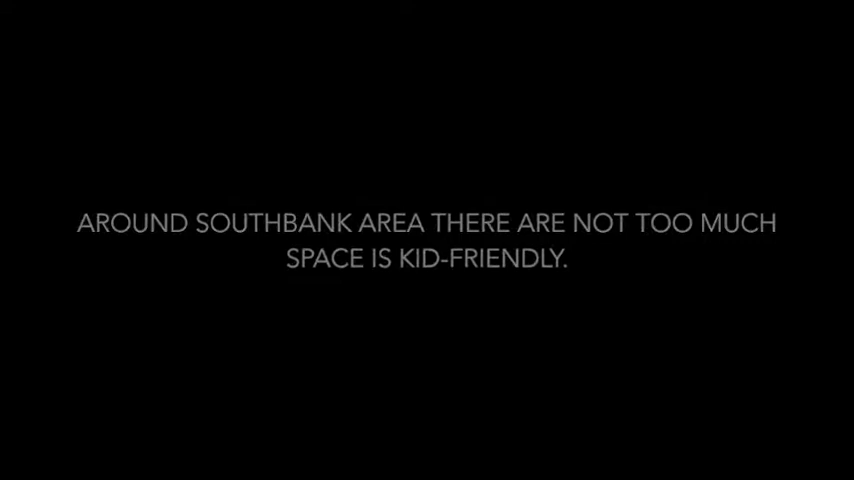 AROUND SOUTHBANK AREA THERE ARE NOT TOO MUCH
SPACE IS KID-FRIENDLY.